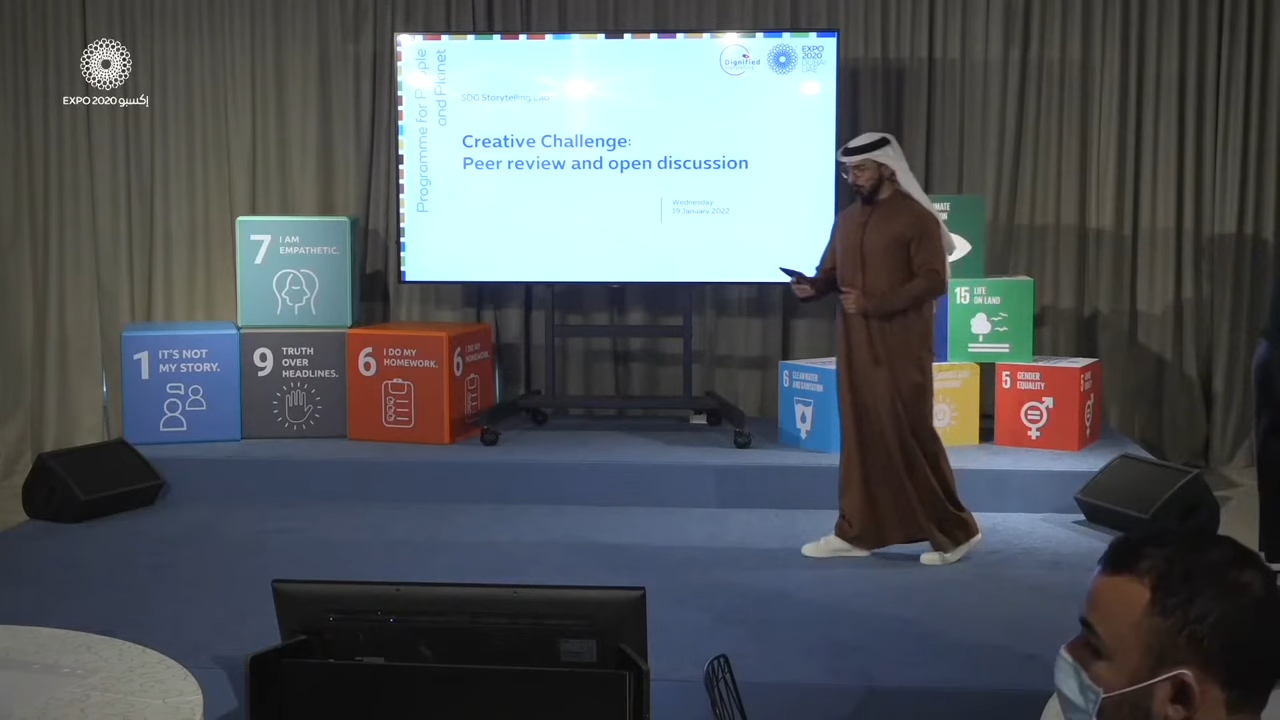 EXPO 2020 إكسبو
Programme for People
and Planet
Dignified
EXPO
2020
DUBAI
UAE
SDG Storytelling Lab
Creative Challenge:
Peer review and open discussion
Wednesday
19 January 2022
7 I AM
EMPATHETIC.
1 IT'S NOT
MY STORY.
9 TRUTH
OVER
HEADLINES.
6 I DO MY
HOMEWORK.
6 I DO MY
HOMEWORK.
15 LIFE
ON LAND
6 CLEAN WATER
AND SANITATION
5 GENDER
EQUALITY
5